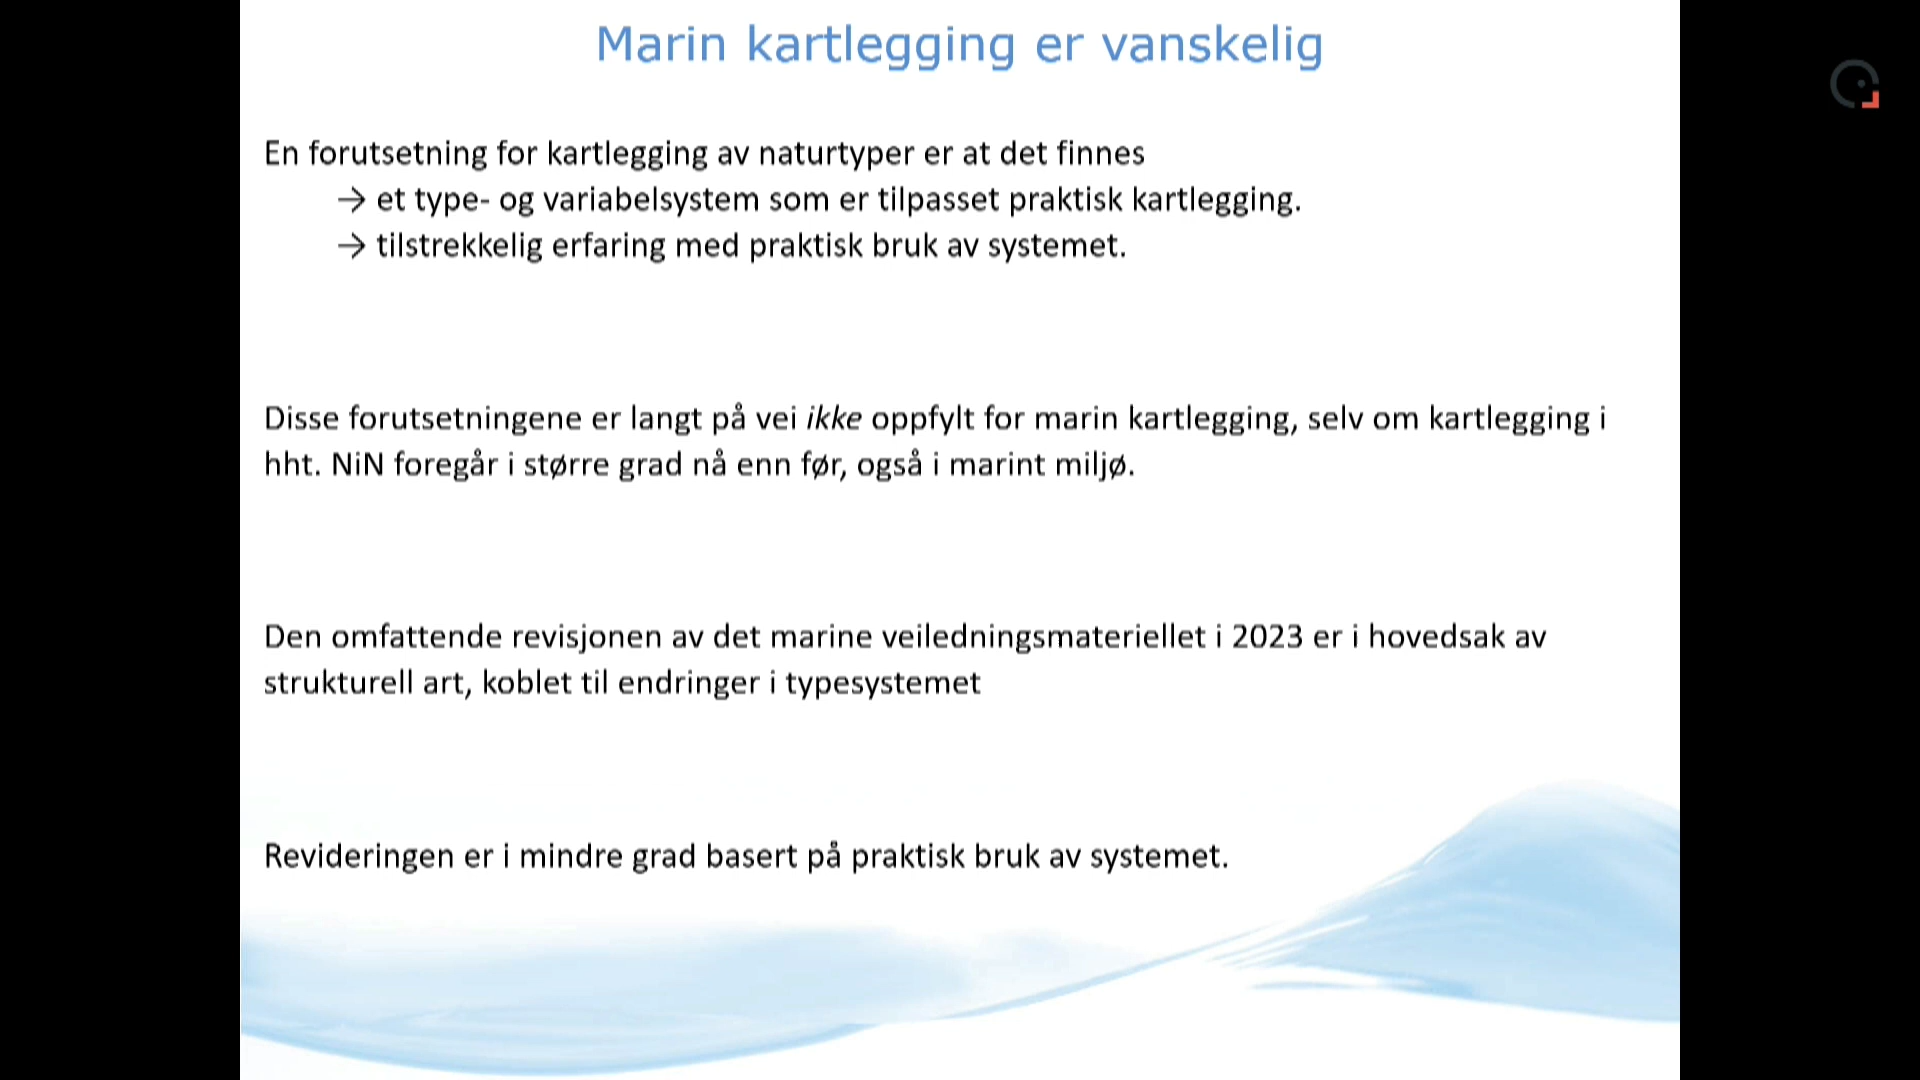 Marin kartlegging er vanskelig
En forutsetning for kartlegging av naturtyper er at det finnes
→ et type- og variabelsystem som er tilpasset praktisk kartlegging.
→ tilstrekkelig erfaring med praktisk bruk av systemet.
Disse forutsetningene er langt på vei ikke oppfylt for marin kartlegging, selv om kartlegging i
hht. NiN foregår i større grad nå enn før, også i marint miljø.
Den omfattende revisjonen av det marine veiledningsmateriellet i 2023 er i hovedsak av
strukturell art, koblet til endringer i typesystemet
Revideringen er i mindre grad basert på praktisk bruk av systemet.